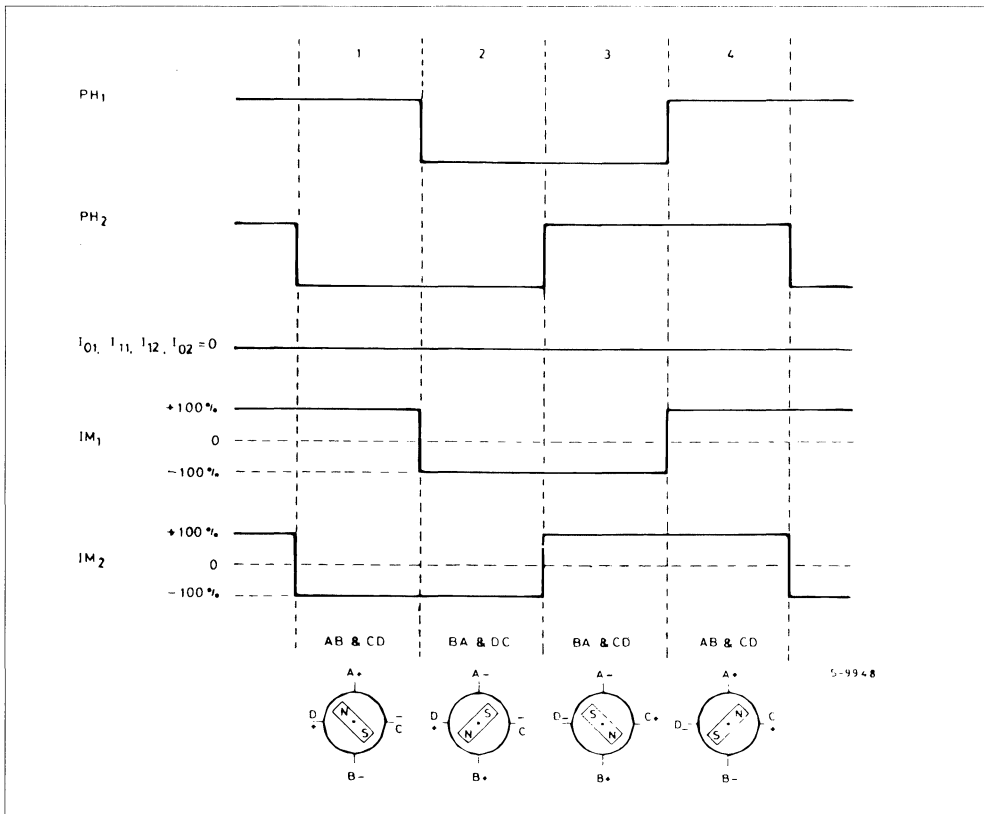 1 2 3 4
PH1
PH2
I01, I11, I12, I02 = 0
+100%
IM1 0
-100%
+100%
IM2 0
-100%
AB & CD BA & DC BA & CD AB & CD
S-9948
A+ A- A- A+
D + N S - C D + S N - C D- S N C+ D- N S C +
B- B+ B+ B-